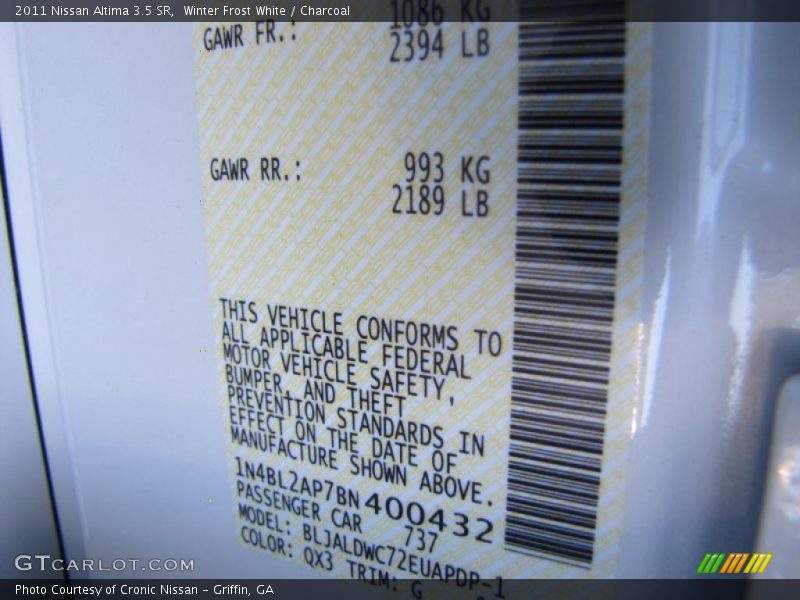 2011 Nissan Altima 3.5 SR,  Winter Frost White / Charcoal
1086 KG
GAWR FR.: 2394 LB
GAWR RR.: 993 KG
2189 LB
THIS VEHICLE CONFORMS TO
ALL APPLICABLE FEDERAL
MOTOR VEHICLE SAFETY,
BUMPER, AND THEFT
PREVENTION STANDARDS IN
EFFECT ON THE DATE OF
MANUFACTURE SHOWN ABOVE.
1N4BL2AP7BN400432
PASSENGER CAR 737
MODEL: BLJALDWC72EUAPDP-1
COLOR: QX3 TRIM: G
GTCARLOT.COM
Photo Courtesy of Cronic Nissan - Griffin, GA